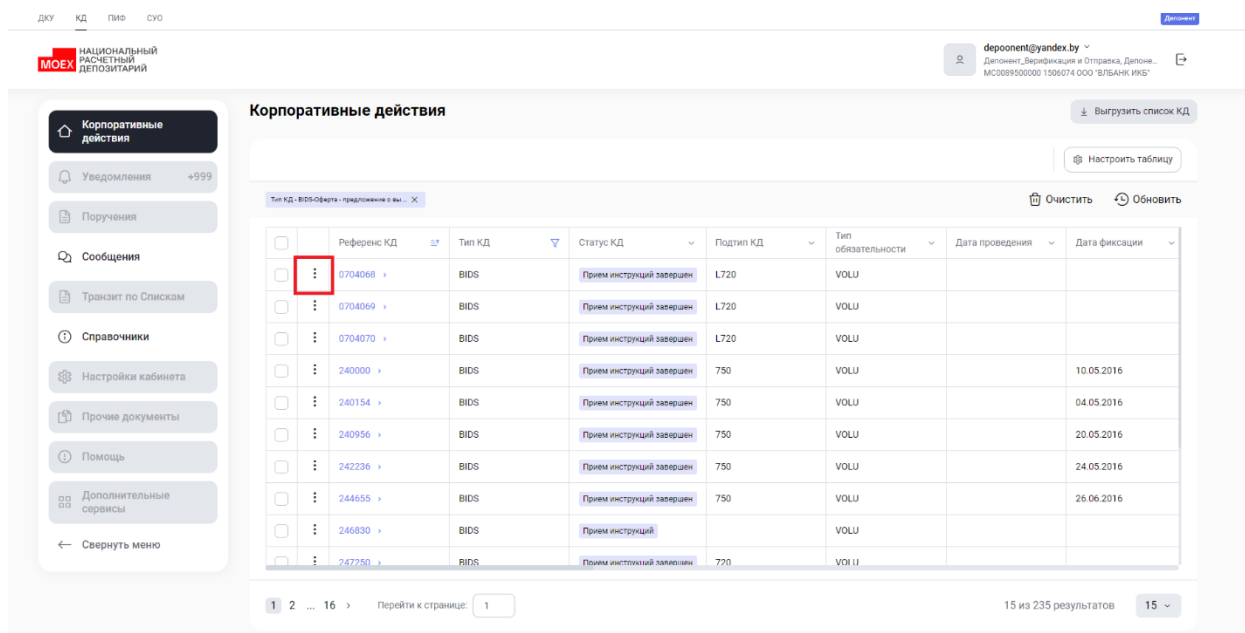 ДКУ КД ПИФ СУО Депонент
MOEX НАЦИОНАЛЬНЫЙ РАСЧЕТНЫЙ ДЕПОЗИТАРИЙ
depoonent@yandex.by
Депонент_Верификация и Отправка, Депоне...
MC0089500000 1506074 ООО "ВЛБАНК ИКБ"
Корпоративные действия
Уведомления +999
Поручения
Сообщения
Транзит по Спискам
Справочники
Настройки кабинета
Прочие документы
Помощь
Дополнительные сервисы
Свернуть меню
Корпоративные действия
Выгрузить список КД
Настроить таблицу
Тип КД - BIDS-Оферта - предложение о вы...
Очистить Обновить
Референс КД Тип КД Статус КД Подтип КД Тип обязательности Дата проведения Дата фиксации
0704068 BIDS Прием инструкций завершен L720 VOLU
0704069 BIDS Прием инструкций завершен L720 VOLU
0704070 BIDS Прием инструкций завершен L720 VOLU
240000 BIDS Прием инструкций завершен 750 VOLU 10.05.2016
240154 BIDS Прием инструкций завершен 750 VOLU 04.05.2016
240956 BIDS Прием инструкций завершен 750 VOLU 20.05.2016
242236 BIDS Прием инструкций завершен 750 VOLU 24.05.2016
244655 BIDS Прием инструкций завершен 750 VOLU 26.06.2016
246830 BIDS Прием инструкций VOLU
247250 BIDS Прием инструкций завершен 720 VOLU
1 2 ... 16 Перейти к странице: 1
15 из 235 результатов 15